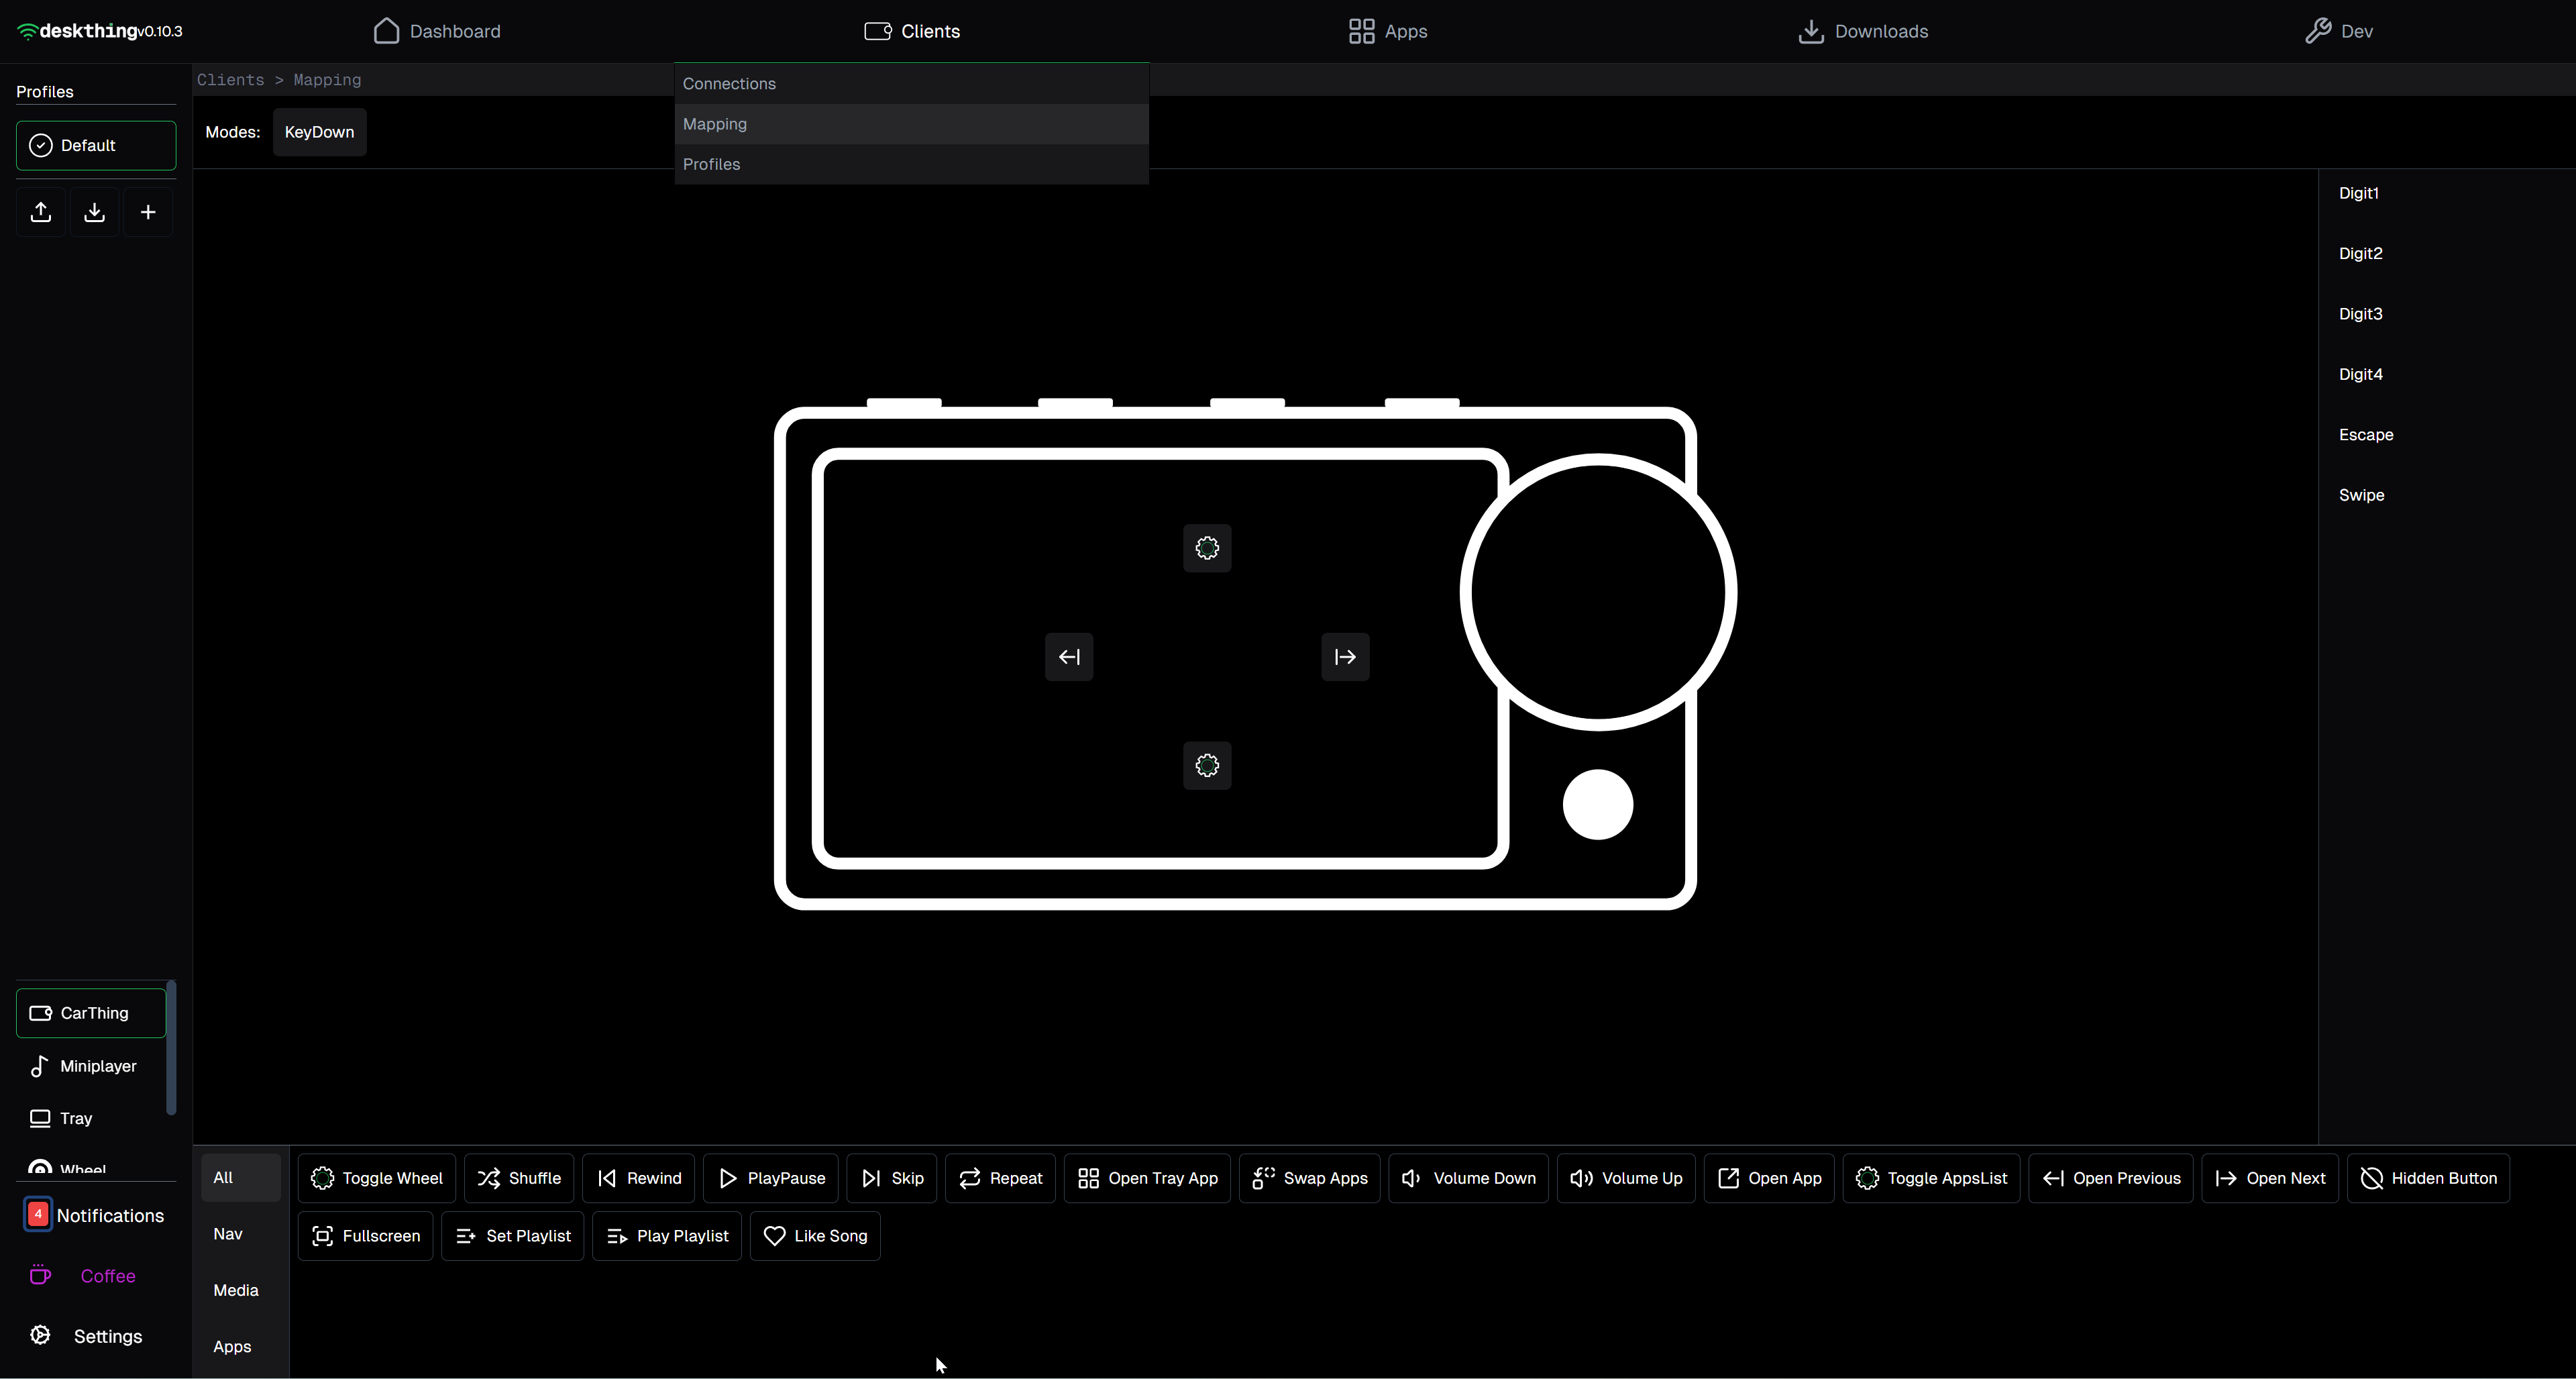 deskthing v0.10.3
Dashboard
Clients
Apps
Downloads
Dev
Profiles
Default
Clients > Mapping
Connections
Mapping
Profiles
Modes: KeyDown
Digit1
Digit2
Digit3
Digit4
Escape
Swipe
CarThing
Miniplayer
Tray
Wheel
4 Notifications
Coffee
Settings
All
Nav
Media
Apps
Toggle Wheel Shuffle Rewind PlayPause Skip Repeat Open Tray App Swap Apps Volume Down Volume Up Open App Toggle AppsList Open Previous Open Next Hidden Button
Fullscreen Set Playlist Play Playlist Like Song